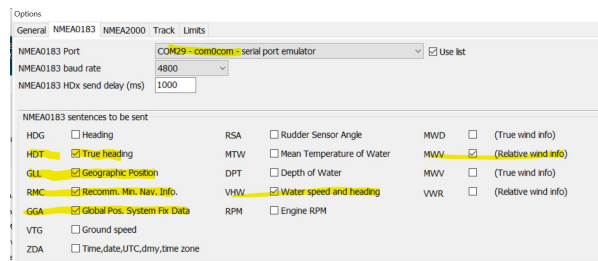 Options
General NMEA0183 NMEA2000 Track Limits
NMEA0183 Port COM29 - com0com - serial port emulator Use list
NMEA0183 baud rate 4800
NMEA0183 HDx send delay (ms) 1000
NMEA0183 sentences to be sent
HDG Heading RSA Rudder Sensor Angle MWD (True wind info)
HDT True heading MTW Mean Temperature of Water MWV (Relative wind info)
GLL Geographic Position DPT Depth of Water MWV (True wind info)
RMC Recomm. Min. Nav. Info. VHW Water speed and heading VWR (Relative wind info)
GGA Global Pos. System Fix Data RPM Engine RPM
VTG Ground speed
ZDA Time,date,UTC,dmy,time zone